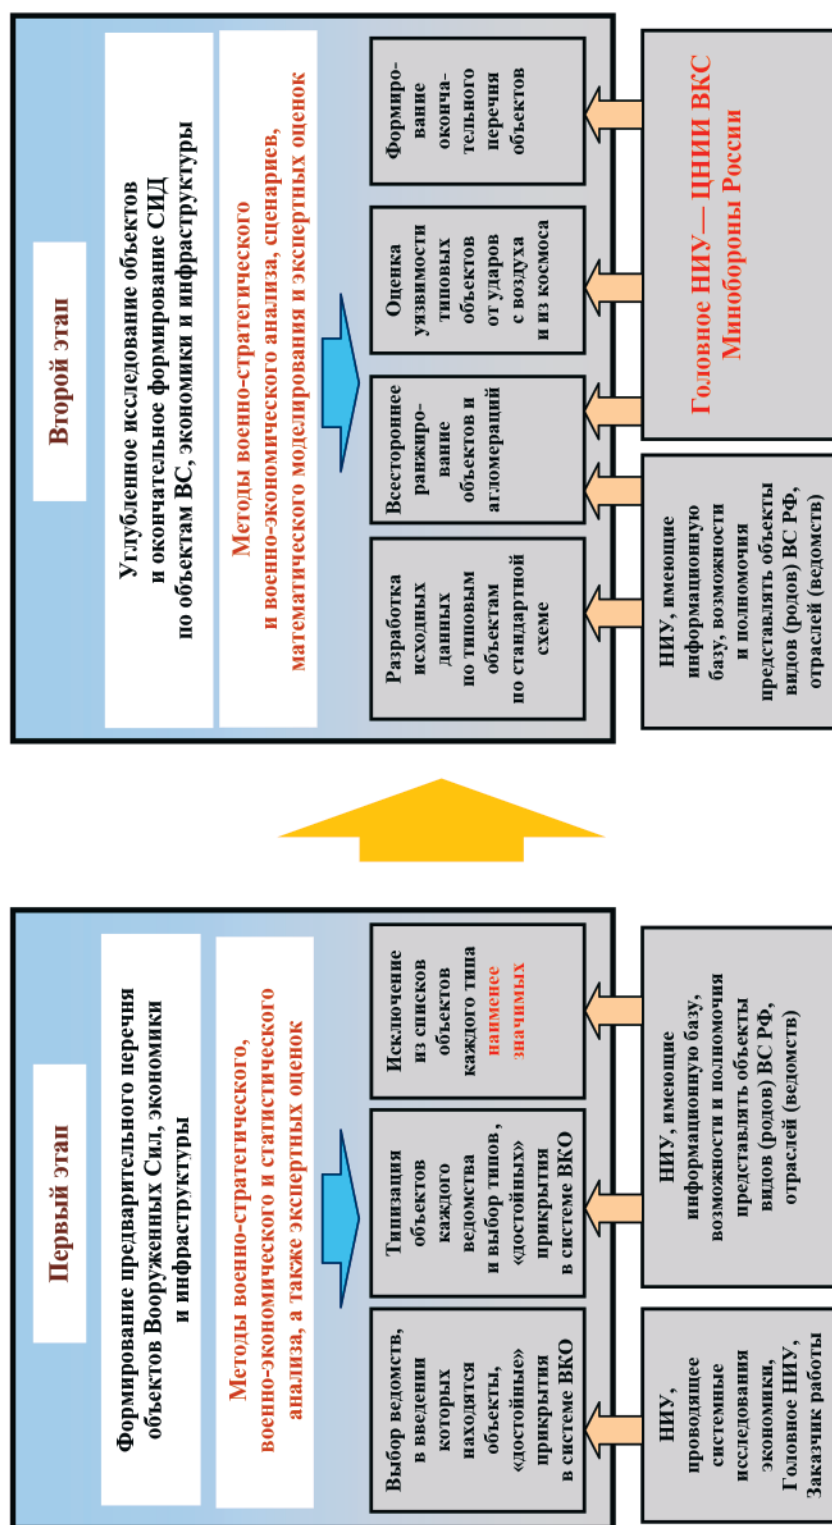 Первый этап
Формирование предварительного перечня
объектов Вооруженных Сил, экономики
и инфраструктуры
Методы военно-стратегического,
военно-экономического и статистического
анализа, а также экспертных оценок
Выбор ведомств,
в введении
которых
находятся
объекты,
«достойные»
прикрытия
в системе ВКО
Типизация
объектов
каждого
ведомства
и выбор типов ,
«достойных»
прикрытия
в системе ВКО
Исключение
из списков
объектов
каждого типа
наименее
значимых
НИУ,
проводящее
системные
исследования
экономики,
Головное НИУ,
Заказчик работы
НИУ, имеющие
информационную базу,
возможности и полномочия
представлять объекты
видов (родов) ВС РФ,
отраслей (ведомств)
Второй этап
Углубленное исследование объектов
и окончательное формирование СИД
по объектам ВС, экономики и инфраструктуры
Методы военно-стратегического
и военно-экономического анализа, сценариев,
математического моделирования и экспертных оценок
Разработка
исходных
данных
по типовым
объектам
по стандартной
схеме
Всестороннее
ранжиро-
вание
объектов и
агломераций
Оценка
уязвимости
типовых
объектов
от ударов
с воздуха
и из космоса
Формиро-
вание
оконча-
тельного
перечня
объектов
НИУ, имеющие
информационную
базу, возможности
и полномочия
представлять объекты
видов (родов) ВС РФ,
отраслей (ведомств)
Головное НИУ— ЦНИИ ВКС
Минобороны России